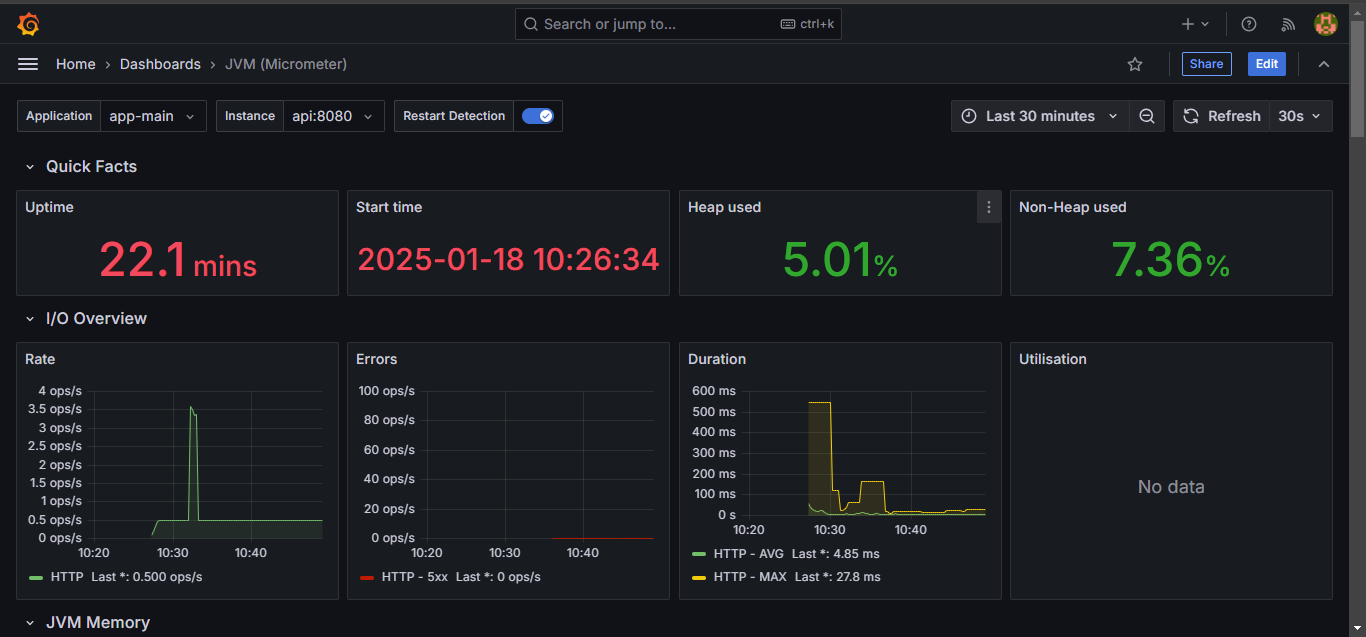 Search or jump to... ctrl+k
Home › Dashboards › JVM (Micrometer)
Share
Edit
Application app-main
Instance api:8080
Restart Detection
Last 30 minutes
Refresh 30s
Quick Facts
Uptime
22.1 mins
Start time
2025-01-18 10:26:34
Heap used
5.01%
Non-Heap used
7.36%
I/O Overview
Rate
4 ops/s
3.5 ops/s
3 ops/s
2.5 ops/s
2 ops/s
1.5 ops/s
1 ops/s
0.5 ops/s
0 ops/s
10:20 10:30 10:40
HTTP Last *: 0.500 ops/s
Errors
100 ops/s
80 ops/s
60 ops/s
40 ops/s
20 ops/s
0 ops/s
10:20 10:30 10:40
HTTP - 5xx Last *: 0 ops/s
Duration
600 ms
500 ms
400 ms
300 ms
200 ms
100 ms
0 s
10:20 10:30 10:40
HTTP - AVG Last *: 4.85 ms
HTTP - MAX Last *: 27.8 ms
Utilisation
No data
JVM Memory